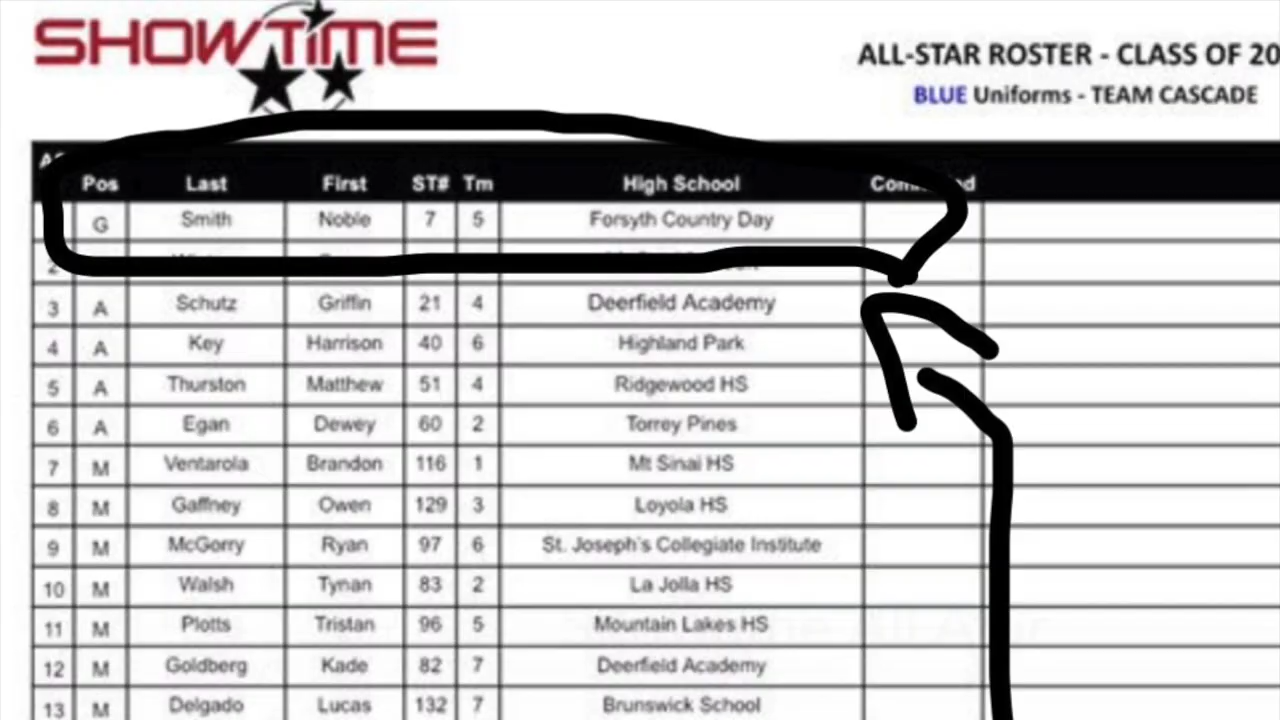 SHOWTIME
ALL-STAR ROSTER - CLASS OF 20
BLUE Uniforms - TEAM CASCADE
Pos Last First ST# Tm High School
G Smith Noble 7 5 Forsyth Country Day
2
3 A Schutz Griffin 21 4 Deerfield Academy
4 A Key Harrison 40 6 Highland Park
5 A Thurston Matthew 51 4 Ridgewood HS
6 A Egan Dewey 60 2 Torrey Pines
7 M Ventarola Brandon 116 1 Mt Sinai HS
8 M Gaffney Owen 129 3 Loyola HS
9 M McGorry Ryan 97 6 St. Joseph's Collegiate Institute
10 M Walsh Tynan 83 2 La Jolla HS
11 M Plotts Tristan 96 5 Mountain Lakes HS
12 M Goldberg Kade 82 7 Deerfield Academy
13 M Delgado Lucas 132 7 Brunswick School